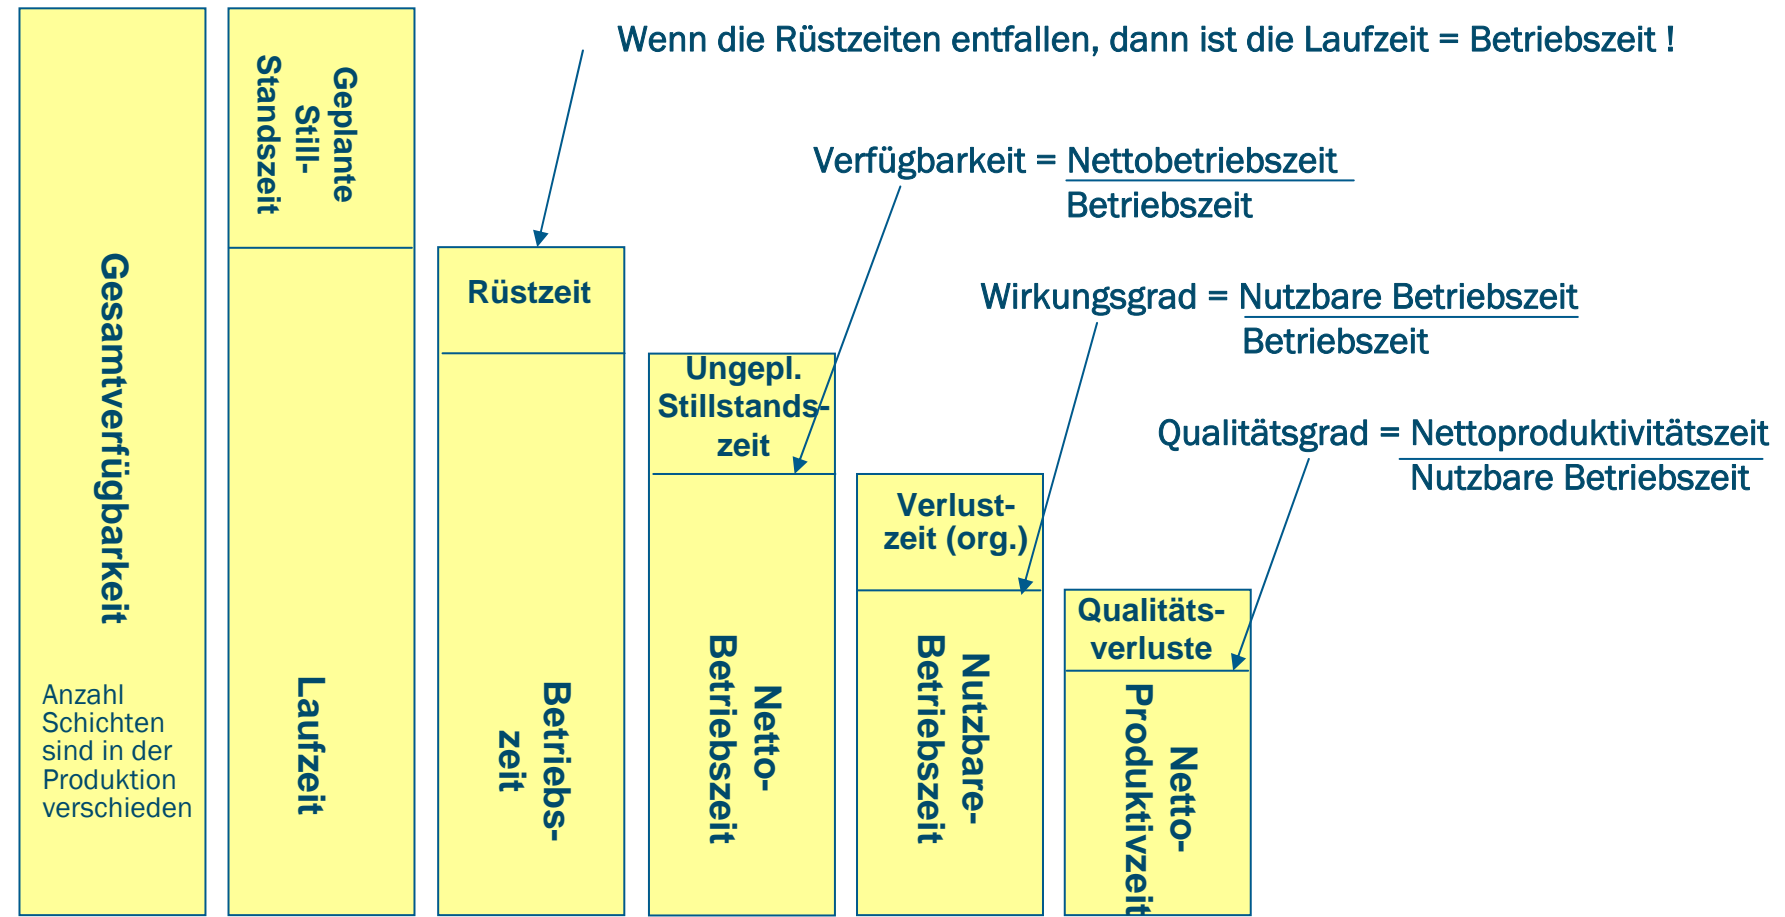 Wenn die Rüstzeiten entfallen, dann ist die Laufzeit = Betriebszeit !
Verfügbarkeit = Nettobetriebszeit
Betriebszeit
Wirkungsgrad = Nutzbare Betriebszeit
Betriebszeit
Qualitätsgrad = Nettoproduktivitätszeit
Nutzbare Betriebszeit
Gesamtverfügbarkeit
Anzahl
Schichten
sind in der
Produktion
verschieden
Geplante
Still-
Standszeit
Laufzeit
Rüstzeit
Betriebs-
zeit
Ungepl.
Stillstands-
zeit
Netto-
Betriebszeit
Verlust-
zeit (org.)
Nutzbare-
Betriebszeit
Qualitäts-
verluste
Netto-
Produktivzeit